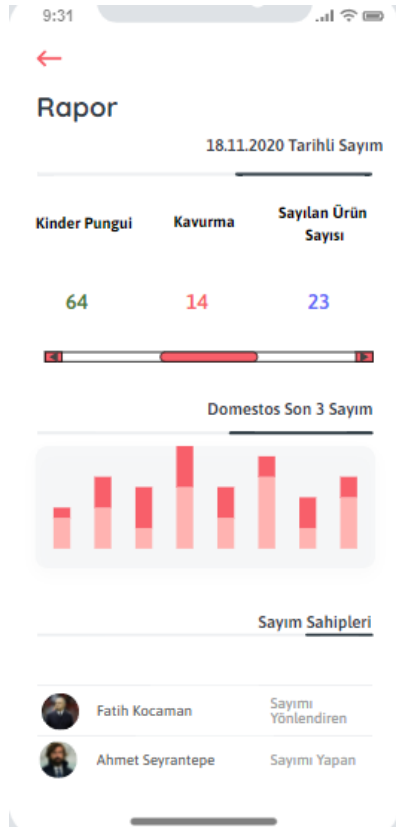 9:31
Rapor
18.11.2020 Tarihli Sayım
Kinder Pungui
Kavurma
Sayılan Ürün
Sayısı
64
14
23
Domestos Son 3 Sayım
Sayım Sahipleri
Fatih Kocaman
Sayımı
Yönlendiren
Ahmet Seyrantepe
Sayımı Yapan